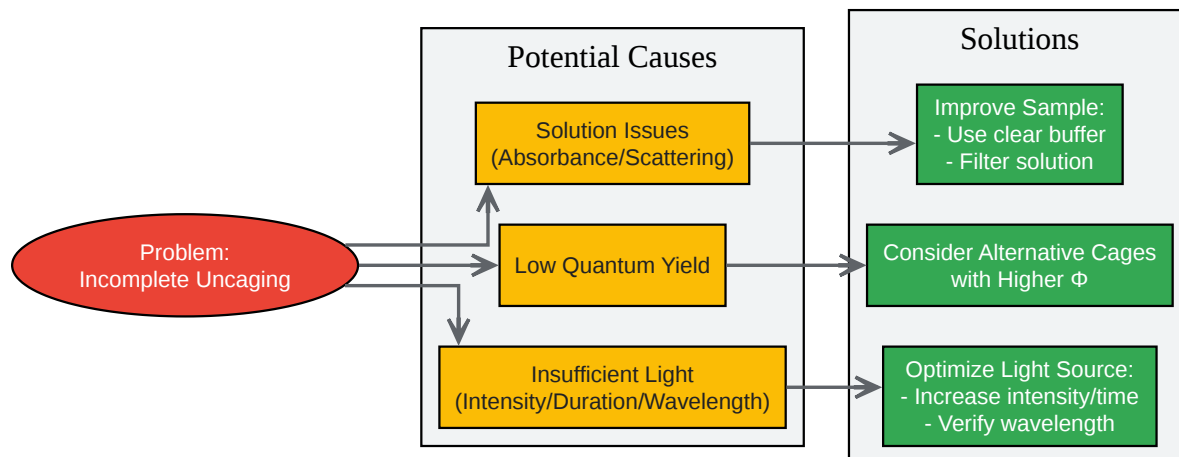 Potential Causes
Solutions
Solution Issues
(Absorbance/Scattering)
Improve Sample:
- Use clear buffer
- Filter solution
Problem:
Incomplete Uncaging
Low Quantum Yield
Consider Alternative Cages
with Higher Φ
Insufficient Light
(Intensity/Duration/Wavelength)
Optimize Light Source:
- Increase intensity/time
- Verify wavelength